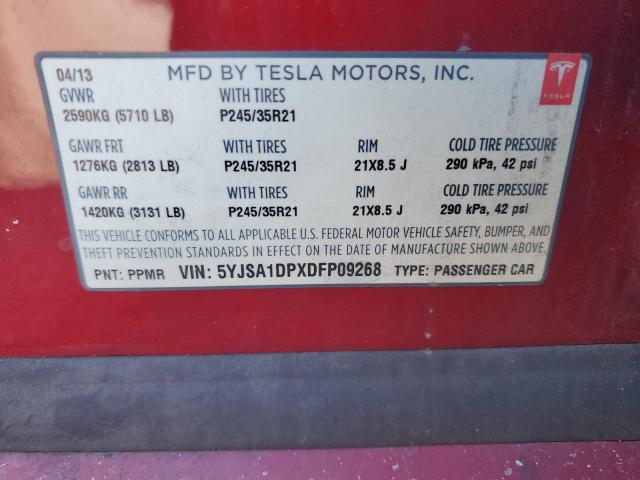 04/13 MFD BY TESLA MOTORS, INC.
TESLA
GVWR WITH TIRES
2590KG (5710 LB) P245/35R21
GAWR FRT WITH TIRES RIM COLD TIRE PRESSURE
1276KG (2813 LB) P245/35R21 21X8.5 J 290 kPa, 42 psi
GAWR RR WITH TIRES RIM COLD TIRE PRESSURE
1420KG (3131 LB) P245/35R21 21X8.5 J 290 kPa, 42 psi
THIS VEHICLE CONFORMS TO ALL APPLICABLE U.S. FEDERAL MOTOR VEHICLE SAFETY, BUMPER, AND
THEFT PREVENTION STANDARDS IN EFFECT ON THE DATE OF MANUFACTURE SHOWN ABOVE.
PNT: PPMR VIN: 5YJSA1DPXDFP09268 TYPE: PASSENGER CAR